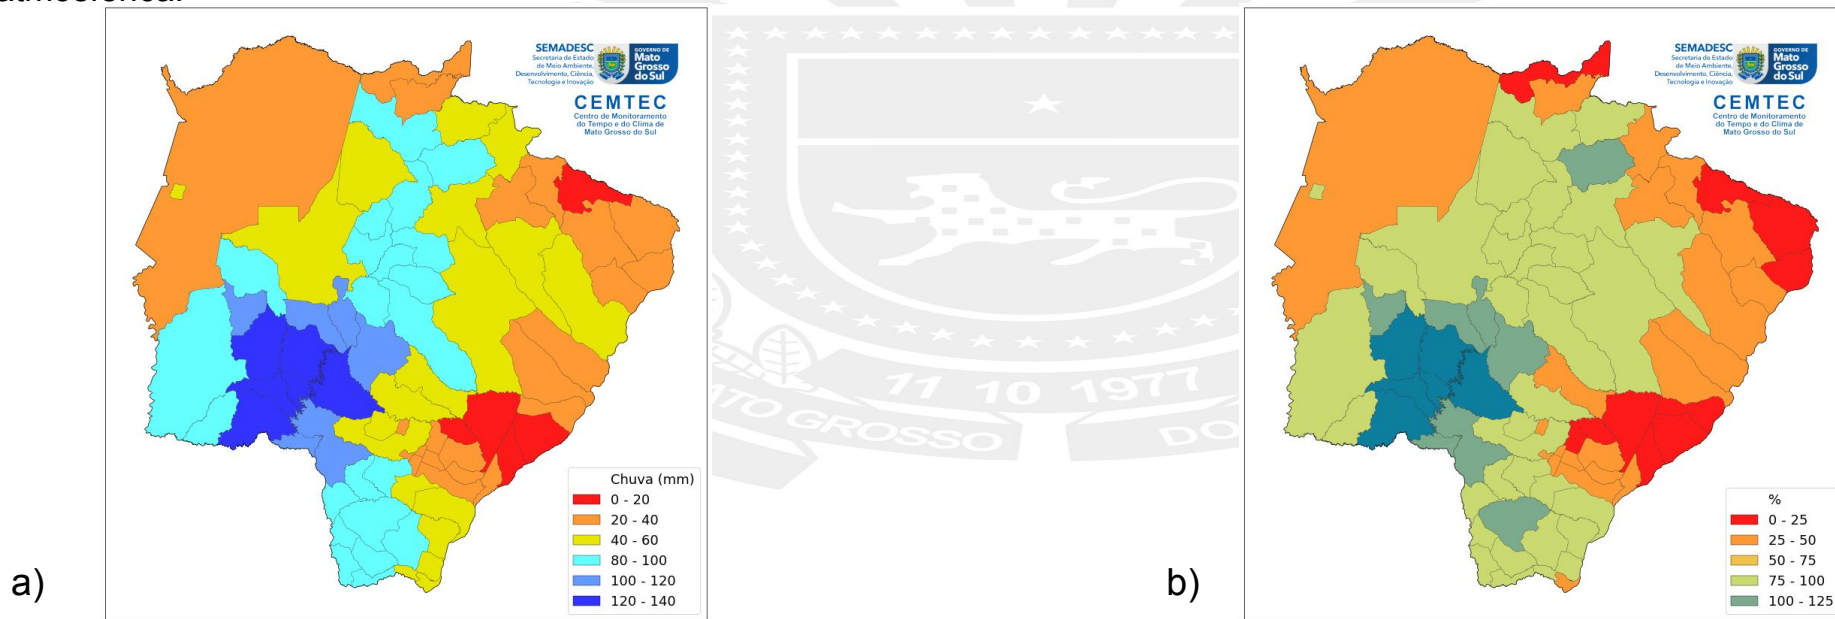 SEMADESC
Secretaria de Estado
de Meio Ambiente,
Desenvolvimento, Ciência,
Tecnologia e Inovação
GOVERNO DE
Mato
Grosso
do Sul
CEMTEC
Centro de Monitoramento
do Tempo e do Clima de
Mato Grosso do Sul
Chuva (mm)
0 - 20
20 - 40
40 - 60
80 - 100
100 - 120
120 - 140
a)
11 10 1977
MATO GROSSO
DO
SEMADESC
Secretaria de Estado
de Meio Ambiente,
Desenvolvimento, Ciência,
Tecnologia e Inovação
GOVERNO DE
Mato
Grosso
do Sul
CEMTEC
Centro de Monitoramento
do Tempo e do Clima de
Mato Grosso do Sul
%
0 - 25
25 - 50
50 - 75
75 - 100
100 - 125
b)